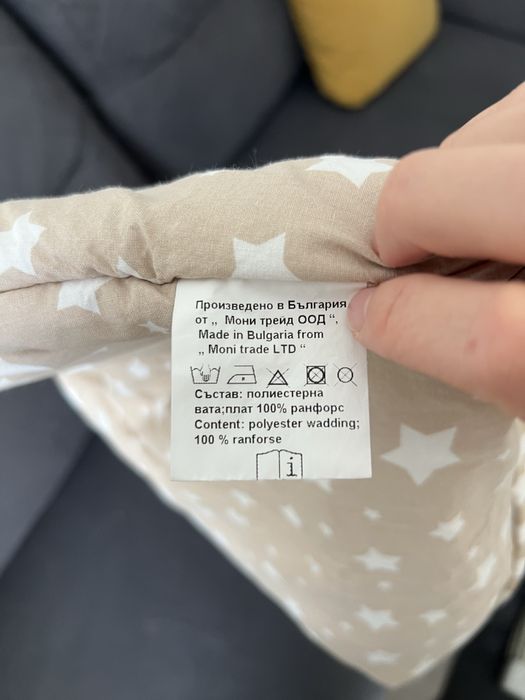 Произведено в България
от „ Мони трейд ООД “,
Made in Bulgaria from
„ Moni trade LTD “
Състав: полиестерна
вата;плат 100% ранфорс
Content: polyester wadding;
100 % ranforse
i